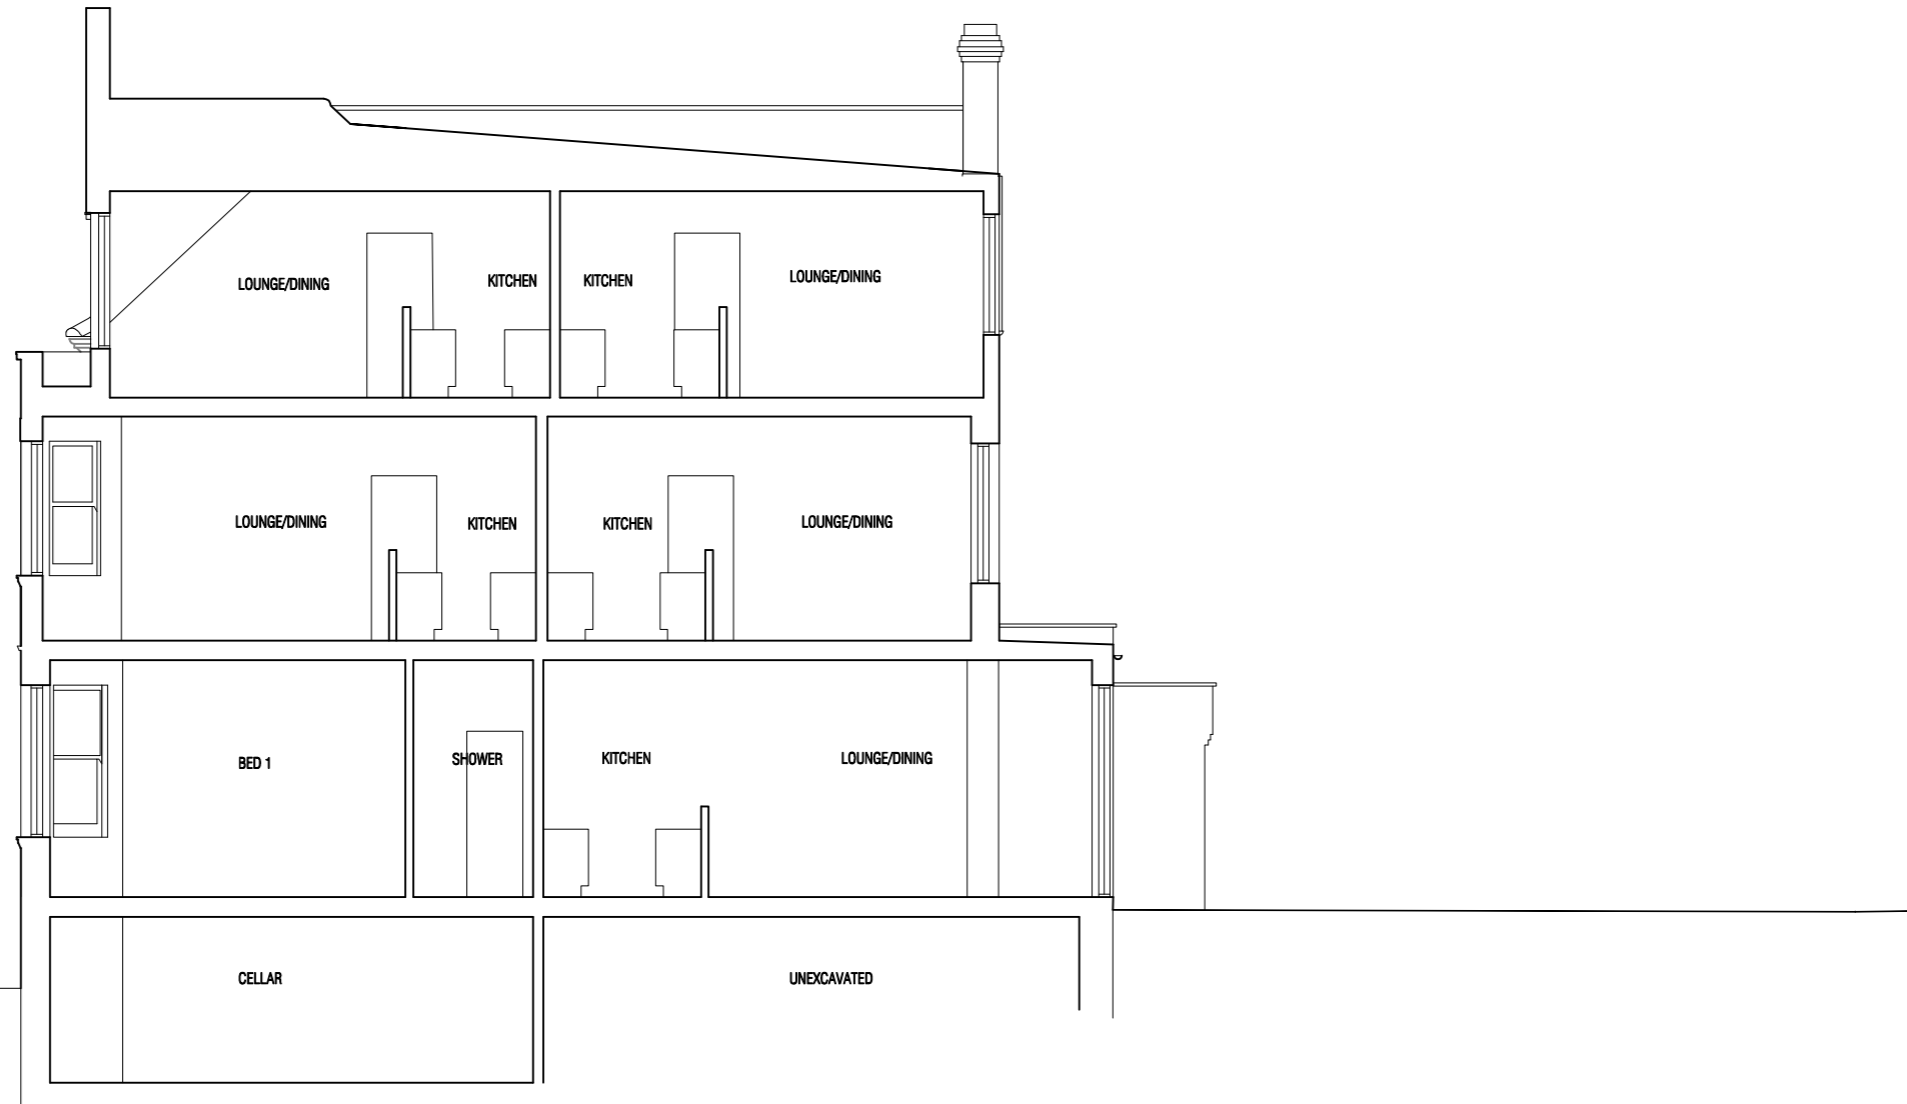 LOUNGE/DINING
KITCHEN
KITCHEN
LOUNGE/DINING
LOUNGE/DINING
KITCHEN
KITCHEN
LOUNGE/DINING
BED 1
SHOWER
KITCHEN
LOUNGE/DINING
CELLAR
UNEXCAVATED